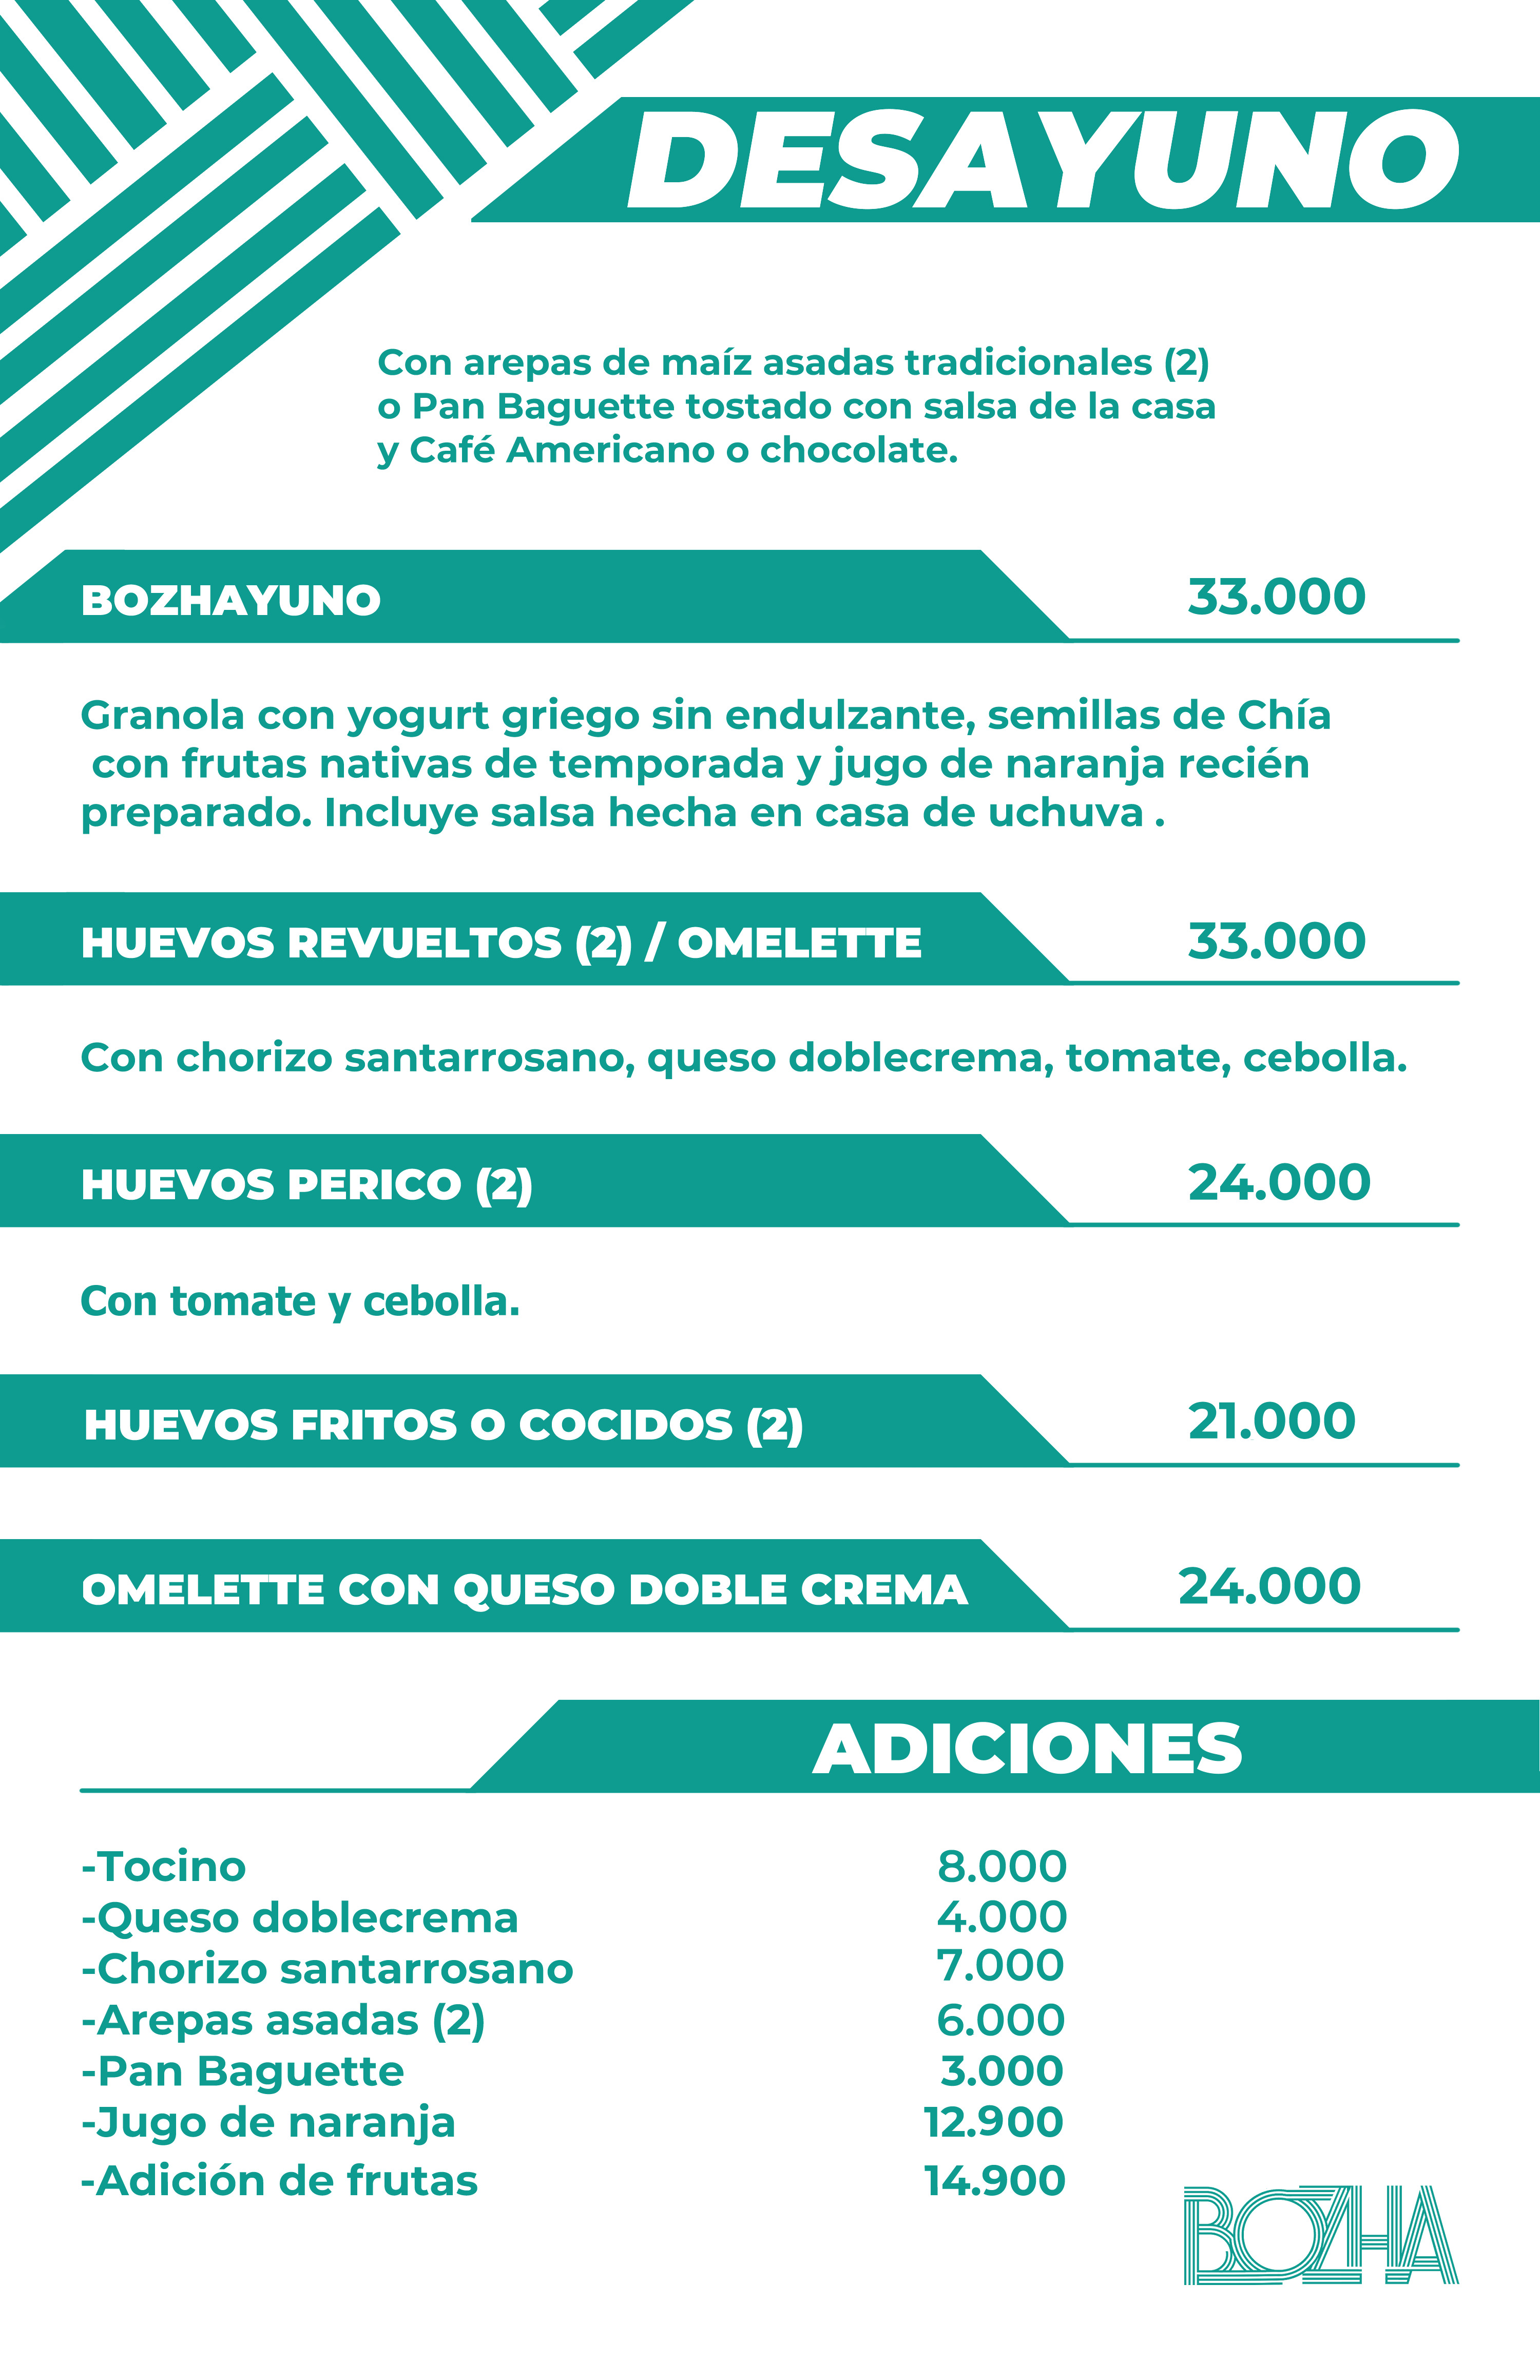 DESAYUNO
Con arepas de maíz asadas tradicionales (2)
o Pan Baguette tostado con salsa de la casa
y Café Americano o chocolate.
BOZHAYUNO 33.000
Granola con yogurt griego sin endulzante, semillas de Chía
con frutas nativas de temporada y jugo de naranja recién
preparado. Incluye salsa hecha en casa de uchuva .
HUEVOS REVUELTOS (2) / OMELETTE 33.000
Con chorizo santarrosano, queso doblecrema, tomate, cebolla.
HUEVOS PERICO (2) 24.000
Con tomate y cebolla.
HUEVOS FRITOS O COCIDOS (2) 21.000
OMELETTE CON QUESO DOBLE CREMA 24.000
ADICIONES
-Tocino 8.000
-Queso doblecrema 4.000
-Chorizo santarrosano 7.000
-Arepas asadas (2) 6.000
-Pan Baguette 3.000
-Jugo de naranja 12.900
-Adición de frutas 14.900
BOZHA